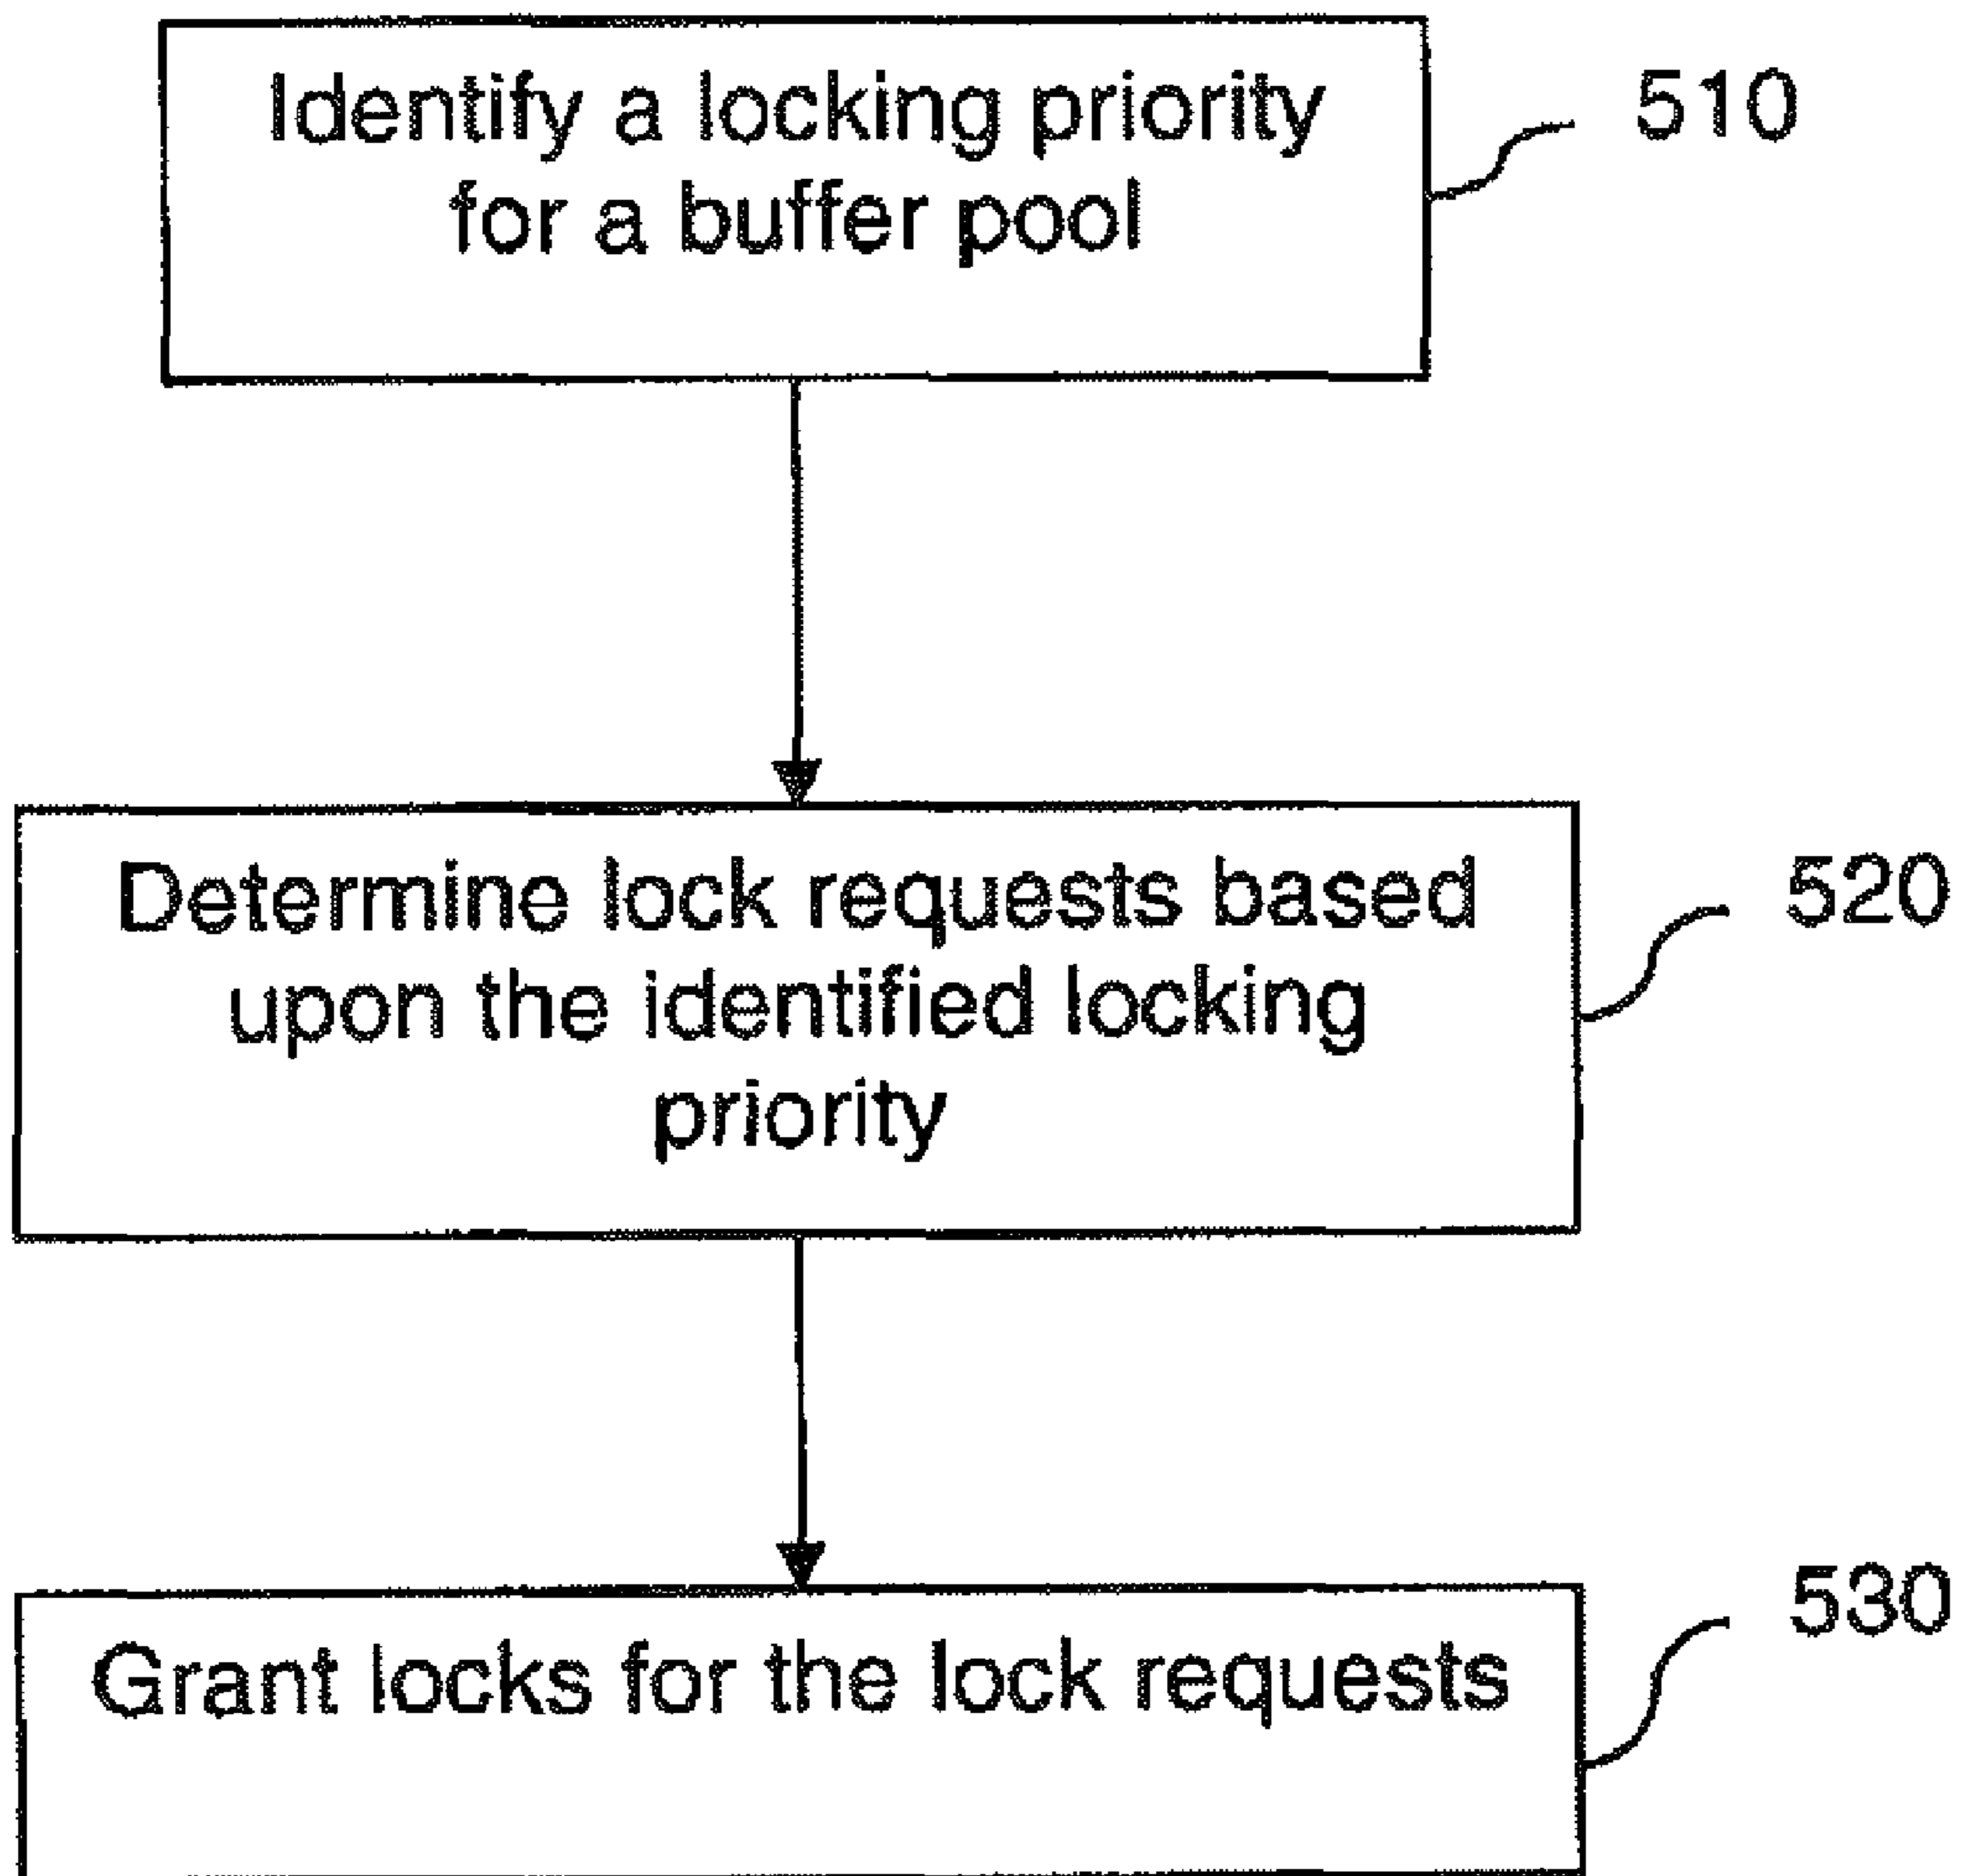 Identify a locking priority
for a buffer pool
510
Determine lock requests based
upon the identified locking
priority
520
Grant locks for the lock requests
530